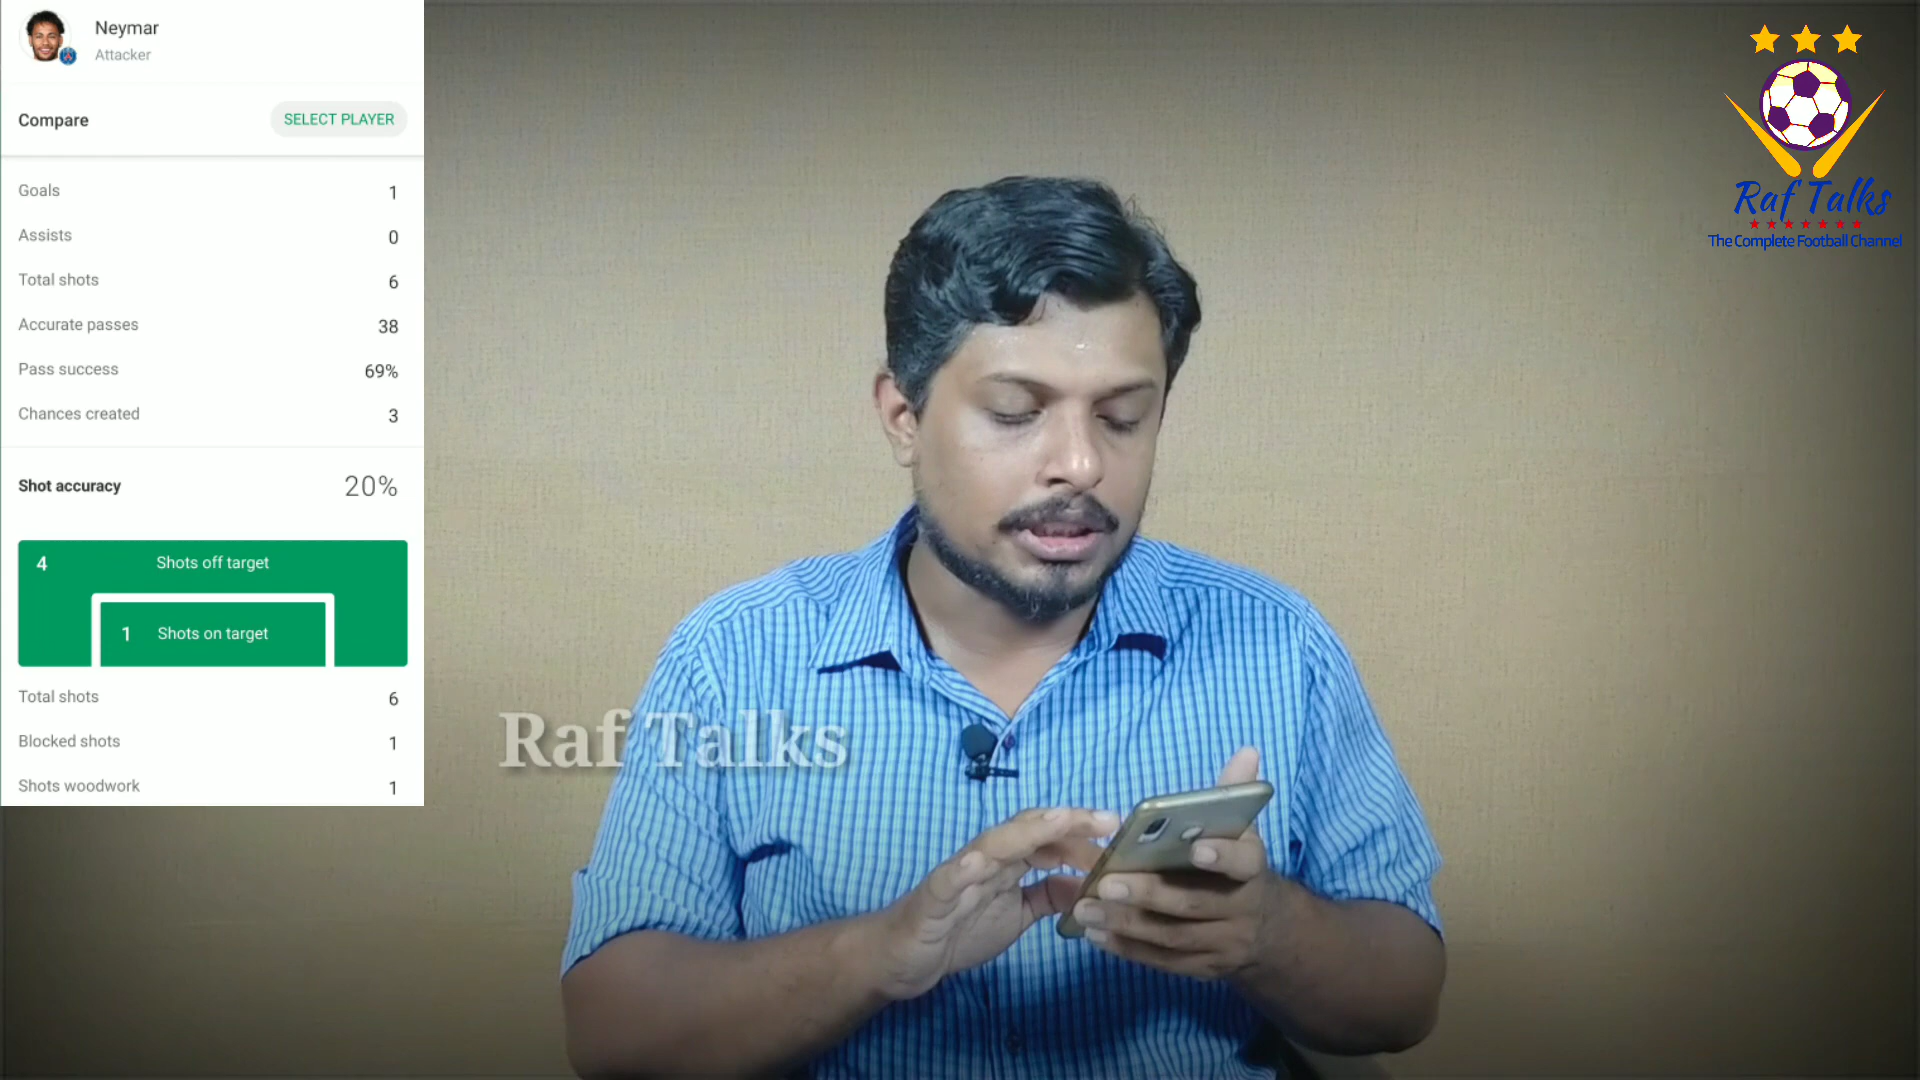 Neymar
Attacker
Compare
SELECT PLAYER
Goals 1
Assists 0
Total shots 6
Accurate passes 38
Pass success 69%
Chances created 3
Shot accuracy 20%
4 Shots off target
1 Shots on target
Total shots 6
Blocked shots 1
Shots woodwork 1
Raf Talks
The Complete Football Channel
Raf Talks